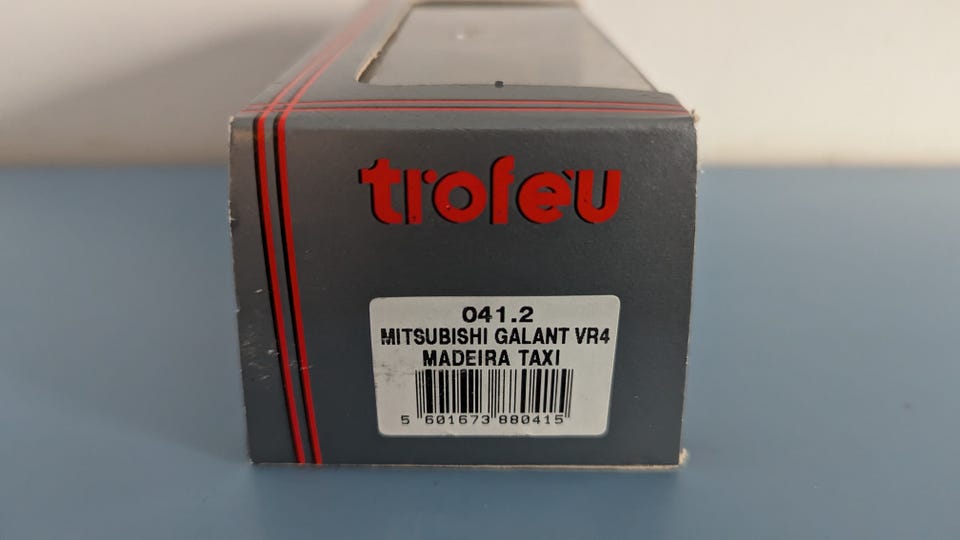 trofeu
041.2
MITSUBISHI GALANT VR4
MADEIRA TAXI
5 601673 880415